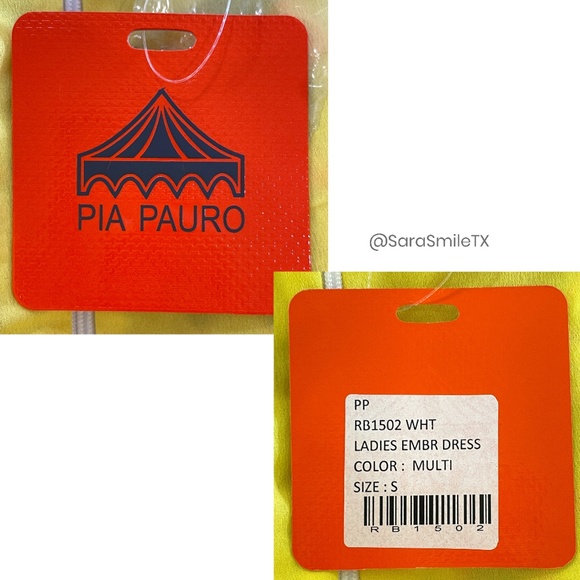 PIA PAURO
@SaraSmileTX
PP
RB1502 WHT
LADIES EMBR DRESS
COLOR : MULTI
SIZE : S
RB1502